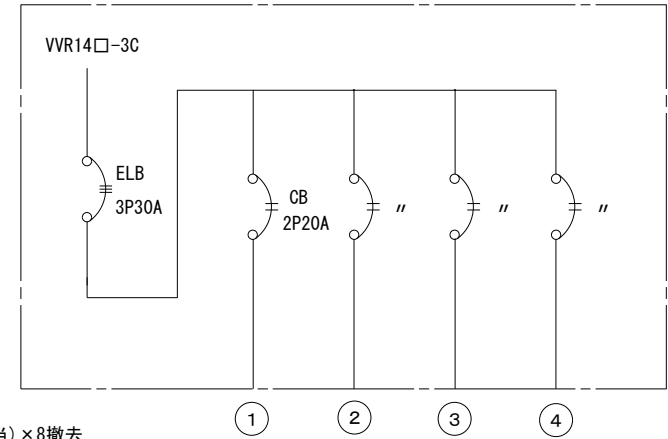 VVR14□-3C
ELB
3P30A
CB
2P20A
〃
〃
〃
①
②
③
④
)×8撤去